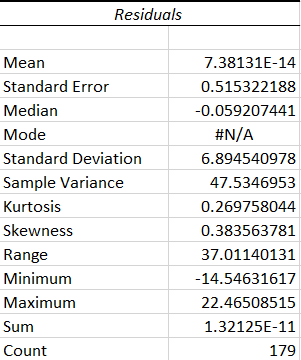 Residuals
Mean 7.38131E-14
Standard Error 0.515322188
Median -0.059207441
Mode #N/A
Standard Deviation 6.894540978
Sample Variance 47.5346953
Kurtosis 0.269758044
Skewness 0.383563781
Range 37.01140131
Minimum -14.54631617
Maximum 22.46508515
Sum 1.32125E-11
Count 179